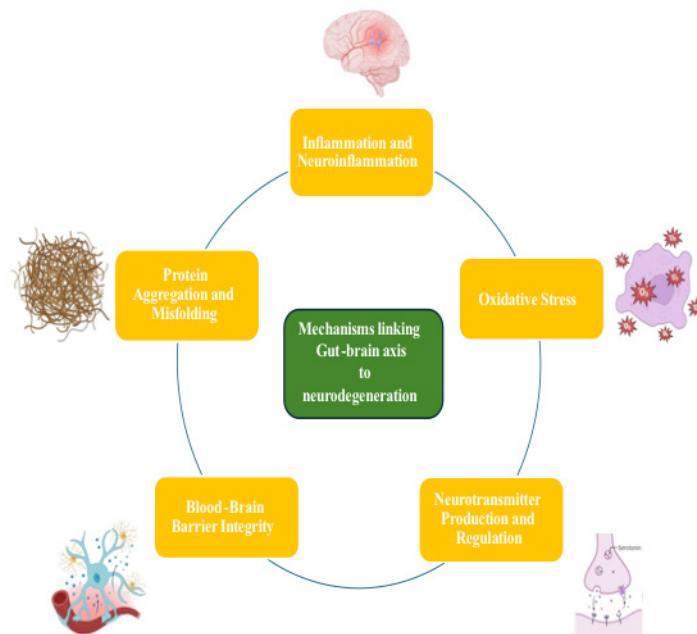 Inflammation and
Neuroinflammation
Protein
Aggregation and
Misfolding
Oxidative Stress
Mechanisms linking
Gut-brain axis
to
neurodegeneration
Blood-Brain
Barrier Integrity
Neurotransmitter
Production and
Regulation
Serotonin